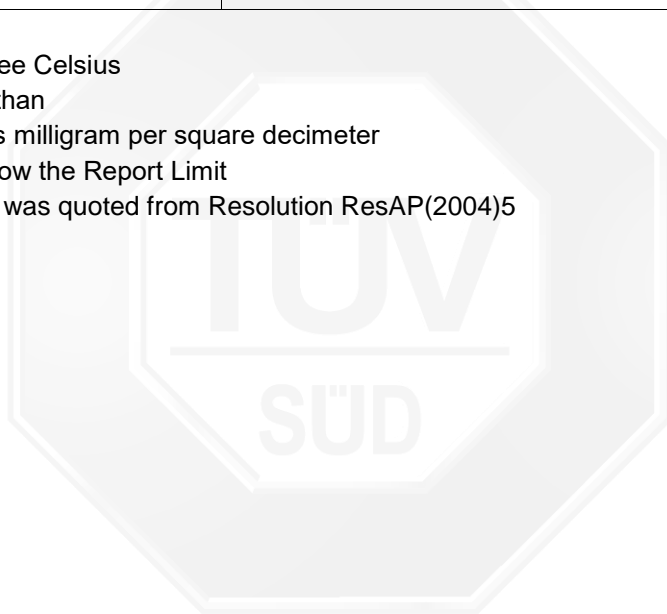 ee Celsius
than
s milligram per square decimeter
ow the Report Limit
was quoted from Resolution ResAP(2004)5
TÜV
SÜD